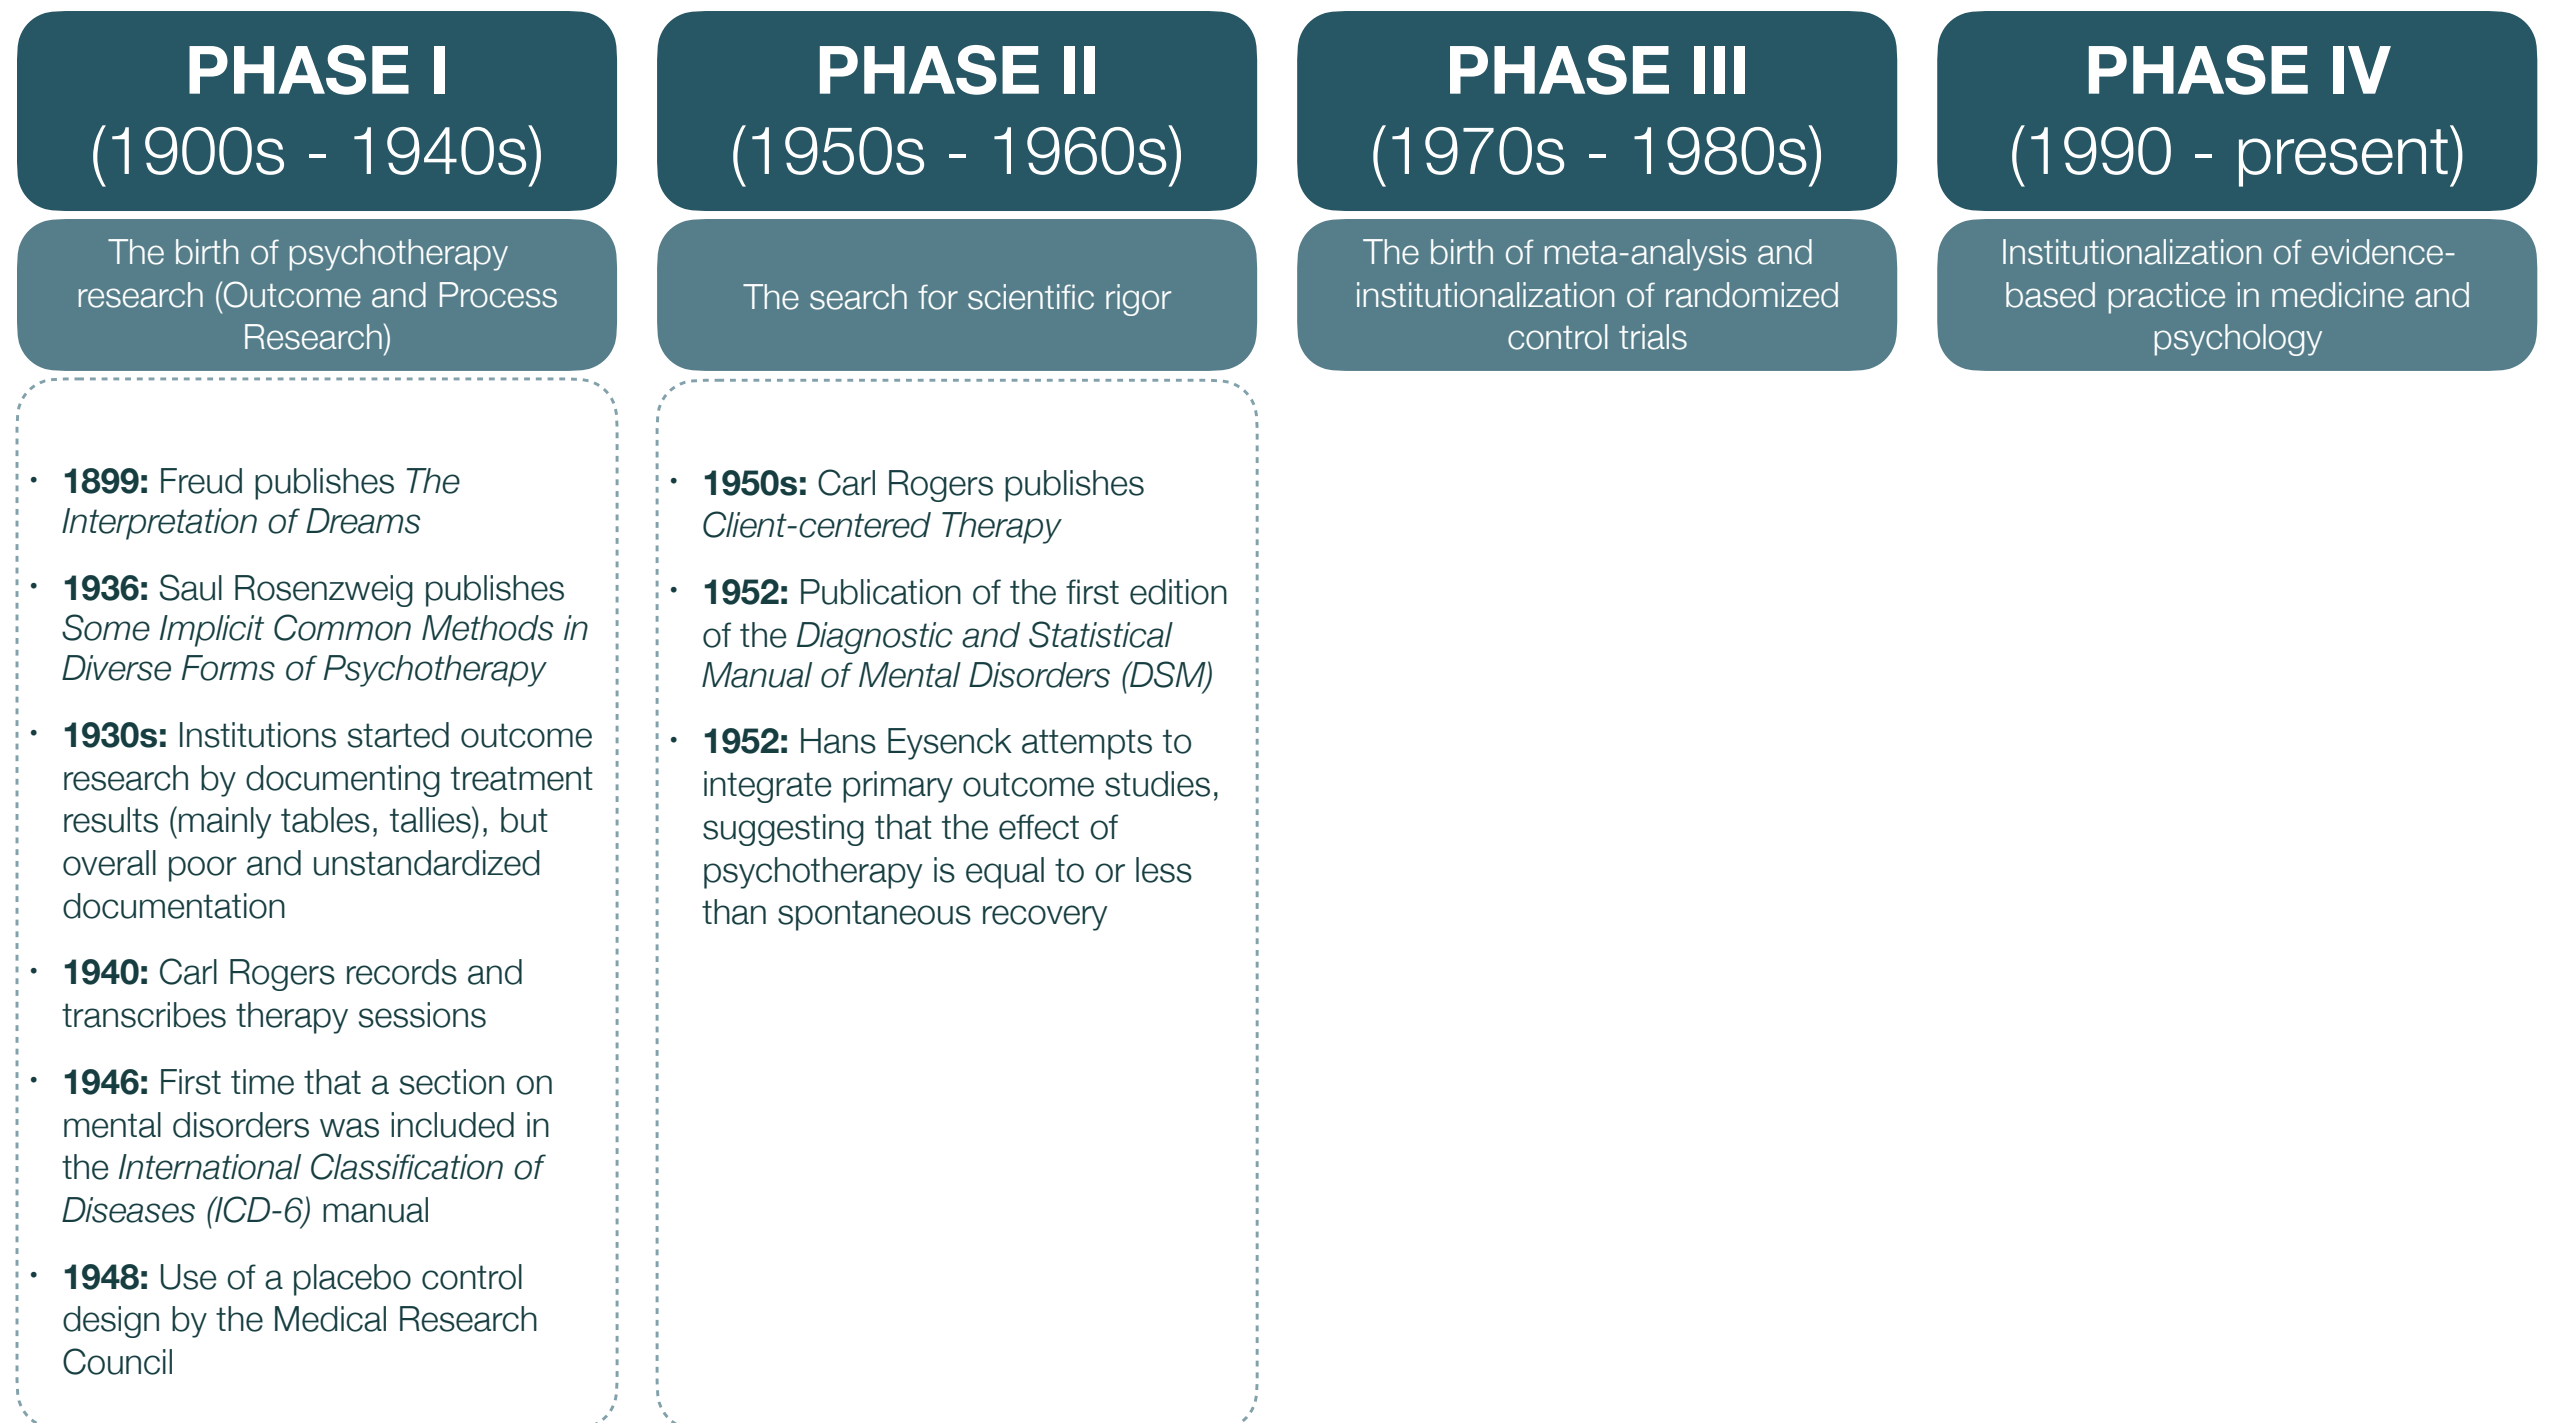 PHASE I
(1900s - 1940s)
The birth of psychotherapy
research (Outcome and Process
Research)
· 1899: Freud publishes The
Interpretation of Dreams
· 1936: Saul Rosenzweig publishes
Some Implicit Common Methods in
Diverse Forms of Psychotherapy
· 1930s: Institutions started outcome
research by documenting treatment
results (mainly tables, tallies), but
overall poor and unstandardized
documentation
· 1940: Carl Rogers records and
transcribes therapy sessions
· 1946: First time that a section on
mental disorders was included in
the International Classification of
Diseases (ICD-6) manual
· 1948: Use of a placebo control
design by the Medical Research
Council
PHASE II
(1950s - 1960s)
The search for scientific rigor
· 1950s: Carl Rogers publishes
Client-centered Therapy
· 1952: Publication of the first edition
of the Diagnostic and Statistical
Manual of Mental Disorders (DSM)
· 1952: Hans Eysenck attempts to
integrate primary outcome studies,
suggesting that the effect of
psychotherapy is equal to or less
than spontaneous recovery
PHASE III
(1970s - 1980s)
The birth of meta-analysis and
institutionalization of randomized
control trials
PHASE IV
(1990 - present)
Institutionalization of evidence-
based practice in medicine and
psychology